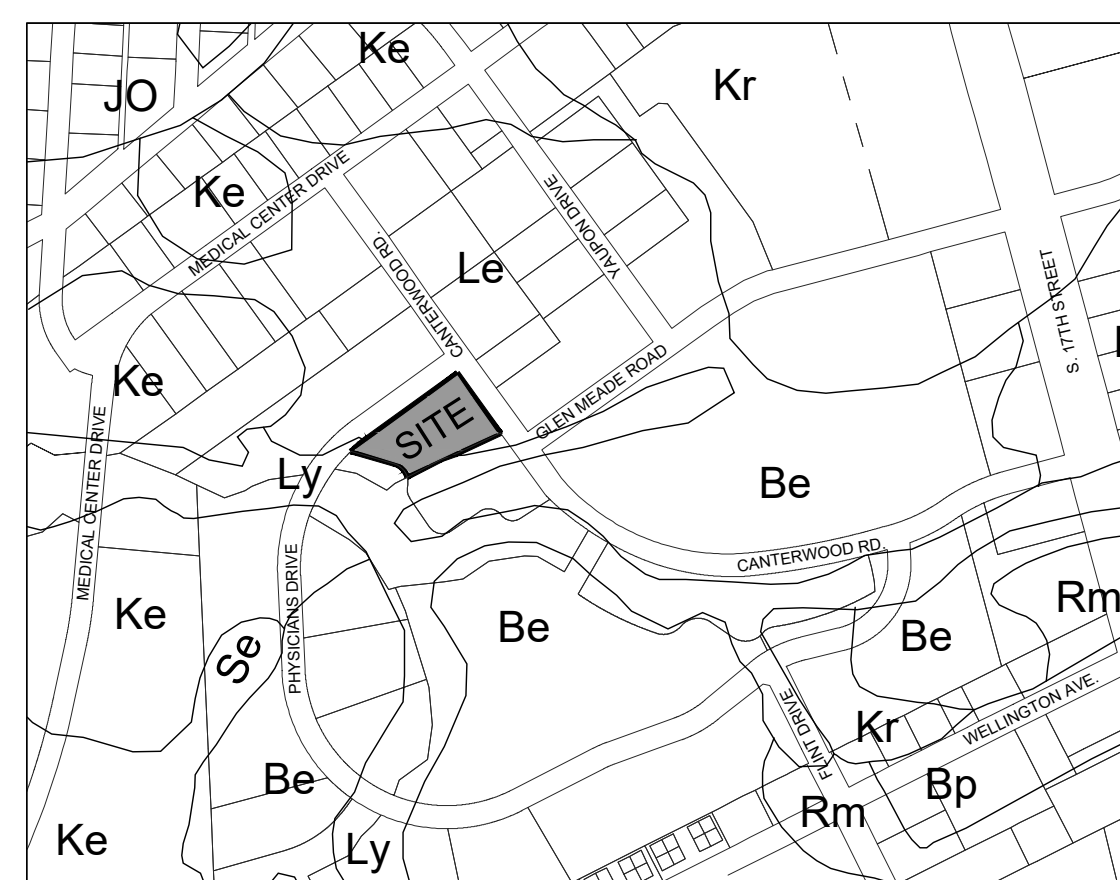 Ke
Kr
JO
Ke
MEDICAL CENTER DRIVE
YAUPON DRIVE
CANTERWOOD RD.
Le
S. 17TH STREET
Ke
GLEN MEADE ROAD
SITE
MEDICAL CENTER DRIVE
Ly
Be
CANTERWOOD RD.
PHYSICIANS DRIVE
Ke
Rm
Be
Be
Se
WELLINGTON AVE.
FLINT DRIVE
Kr
Be
Bp
Rm
Ke
Ly